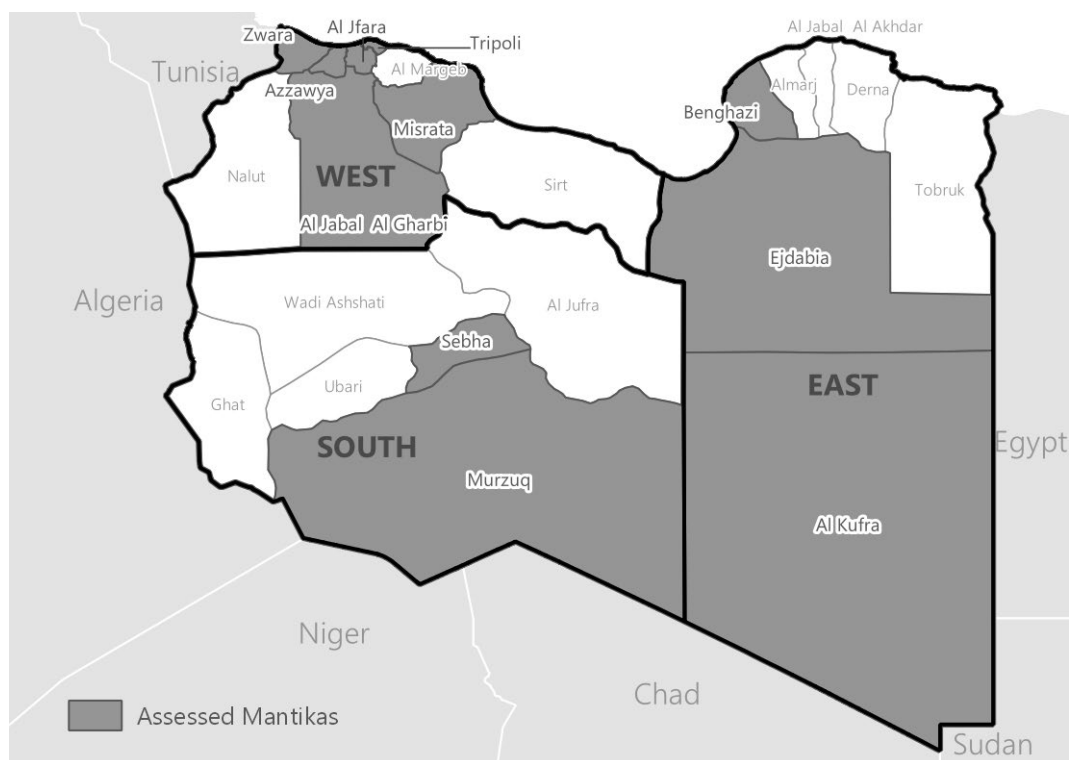 Al Jfara
Zwara
Tripoli
Al Jabal Al Akhdar
Tunisia
Al Margeb
Azzawya
Almarj
Derna
Benghazi
Misrata
Nalut
WEST
Sirt
Tobruk
Al Jabal Al Gharbi
Ejdabia
Algeria
Wadi Ashshati
Al Jufra
Sebha
Ubari
EAST
Ghat
SOUTH
Egypt
Murzuq
Al Kufra
Niger
Chad
Assessed Mantikas
Sudan